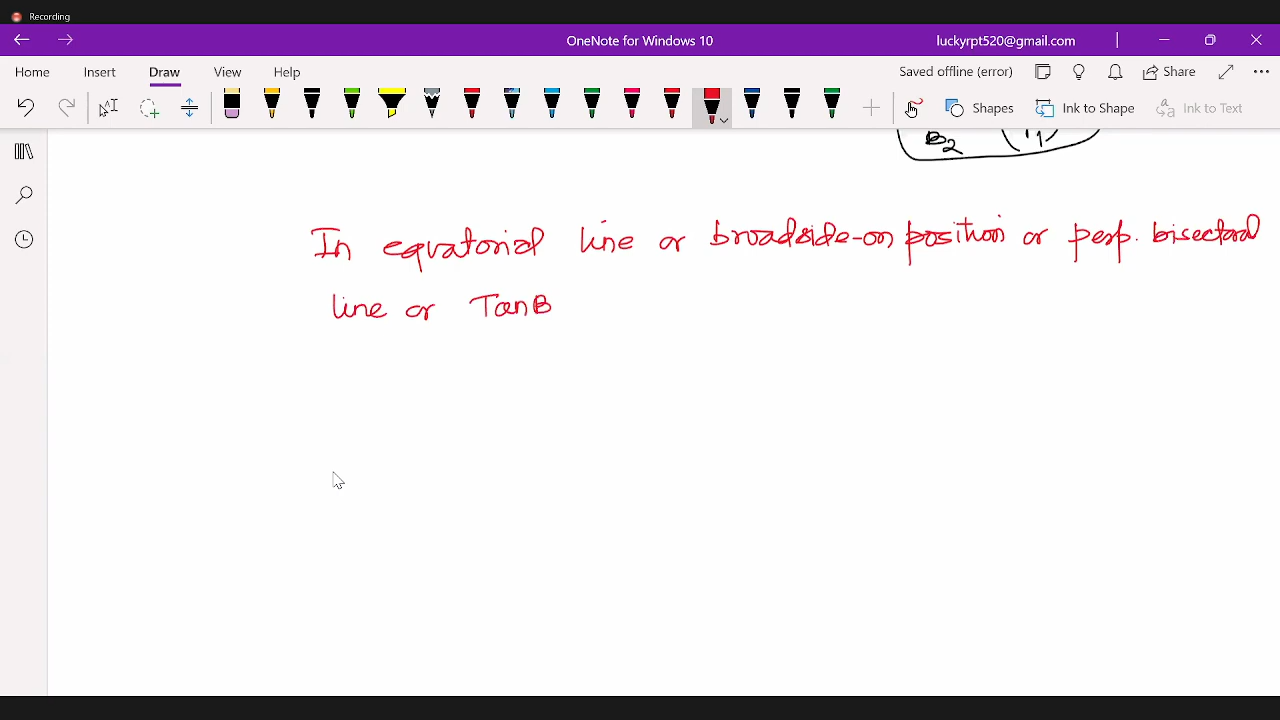 Recording
OneNote for Windows 10
luckyrpt520@gmail.com
Home Insert Draw View Help
Saved offline (error)
Share
Shapes
Ink to Shape
Ink to Text
B2
In equatorial line or broadside-on position or perp. bisectoral
line or TanB